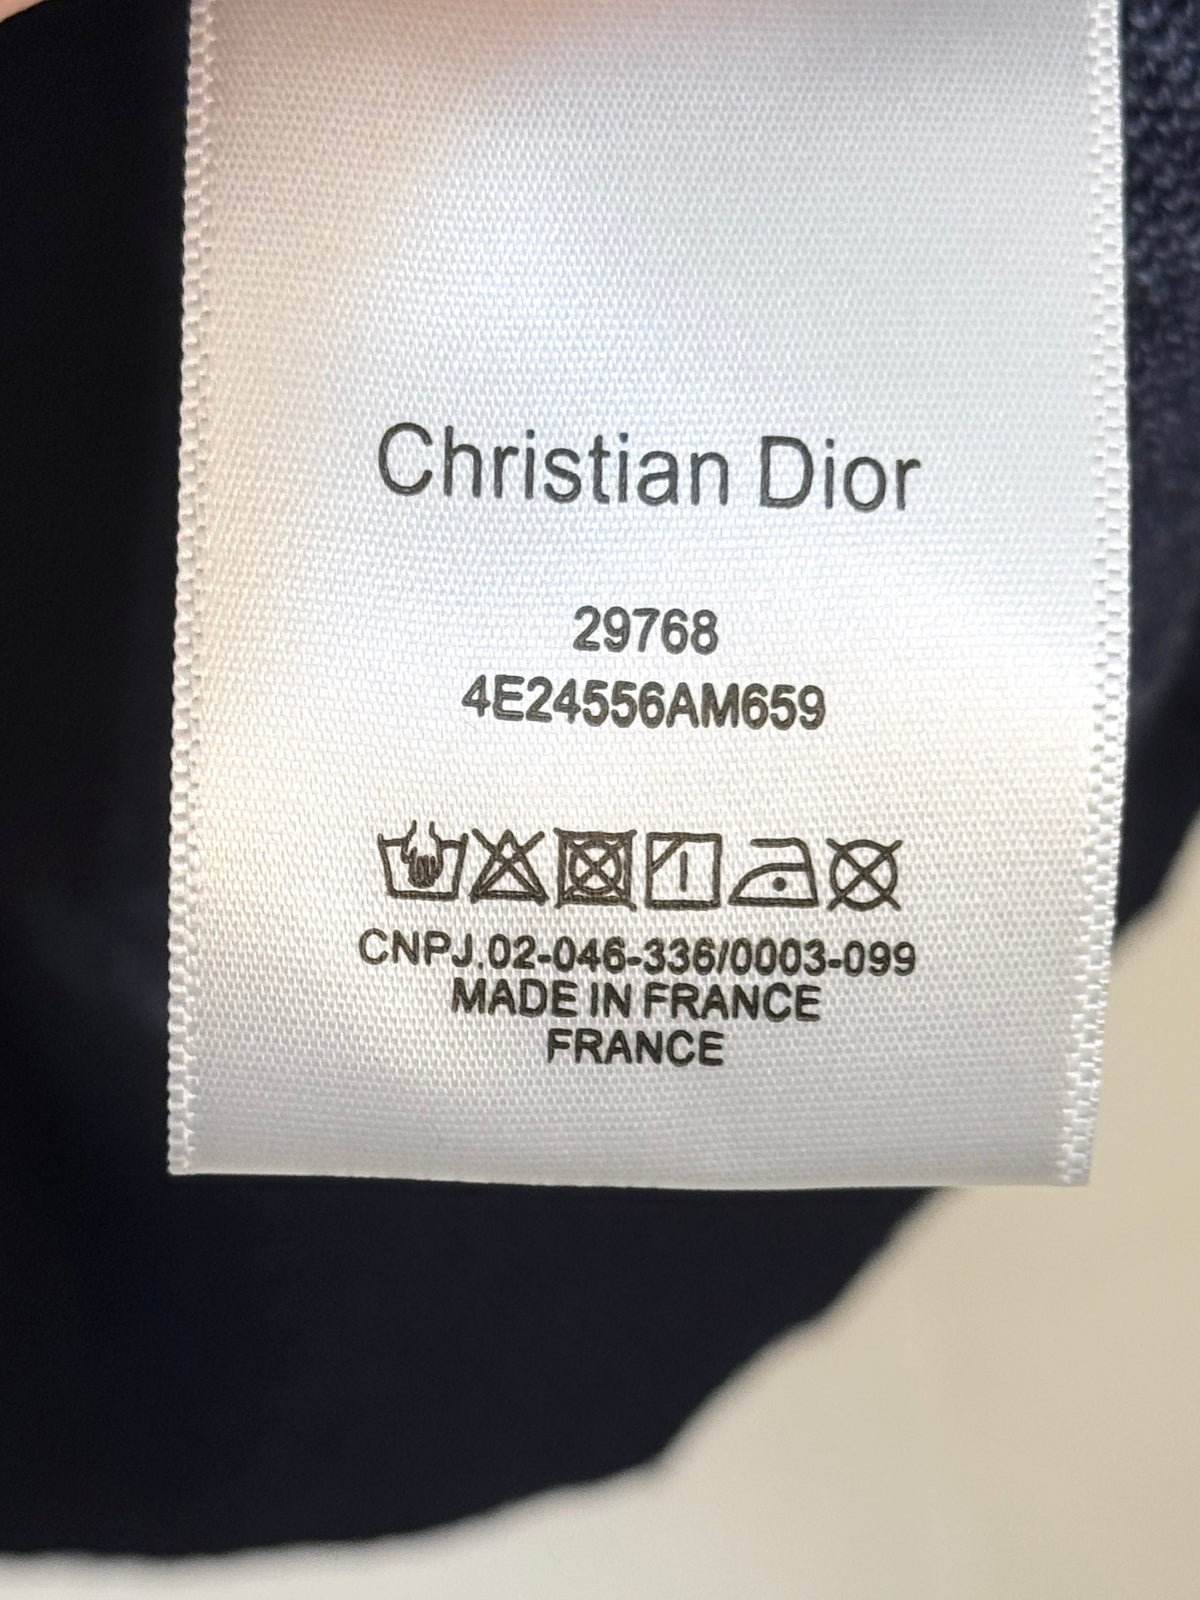 Christian Dior
29768
4E24556AM659
CNPJ.02-046-336/0003-099
MADE IN FRANCE
FRANCE